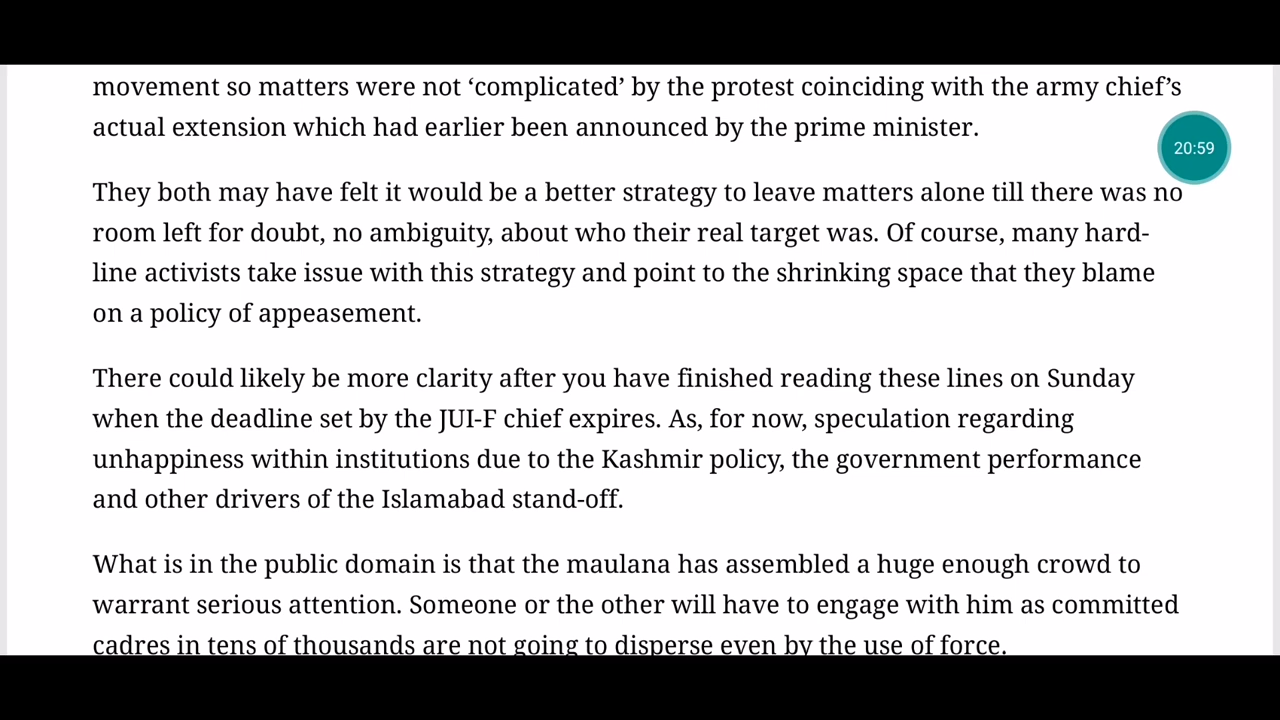 movement so matters were not ‘complicated’ by the protest coinciding with the army chief’s
actual extension which had earlier been announced by the prime minister.
20:59
They both may have felt it would be a better strategy to leave matters alone till there was no
room left for doubt, no ambiguity, about who their real target was. Of course, many hard-
line activists take issue with this strategy and point to the shrinking space that they blame
on a policy of appeasement.
There could likely be more clarity after you have finished reading these lines on Sunday
when the deadline set by the JUI-F chief expires. As, for now, speculation regarding
unhappiness within institutions due to the Kashmir policy, the government performance
and other drivers of the Islamabad stand-off.
What is in the public domain is that the maulana has assembled a huge enough crowd to
warrant serious attention. Someone or the other will have to engage with him as committed
cadres in tens of thousands are not going to disperse even by the use of force.